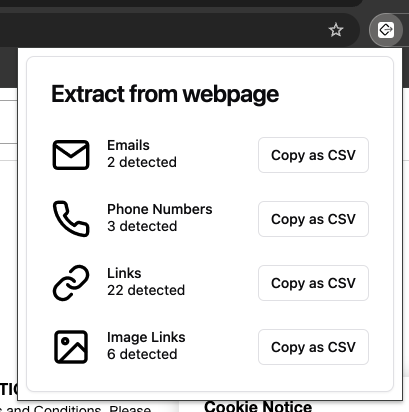 Extract from webpage
Emails
2 detected
Copy as CSV
Phone Numbers
3 detected
Copy as CSV
Links
22 detected
Copy as CSV
Image Links
6 detected
Copy as CSV
and Conditions. Please
Cookie Notice